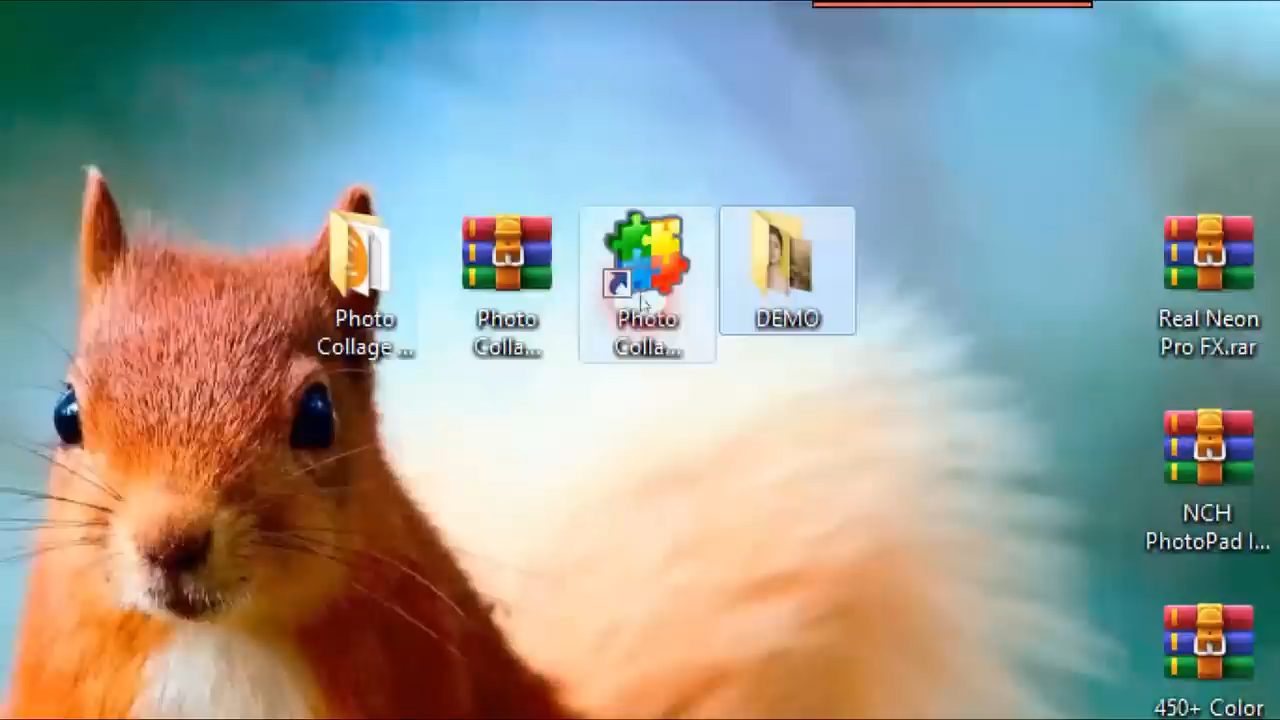 Photo
Collage ...
Photo
Colla...
Photo
Colla...
DEMO
Real Neon
Pro FX.rar
NCH
PhotoPad I...
450+ Color